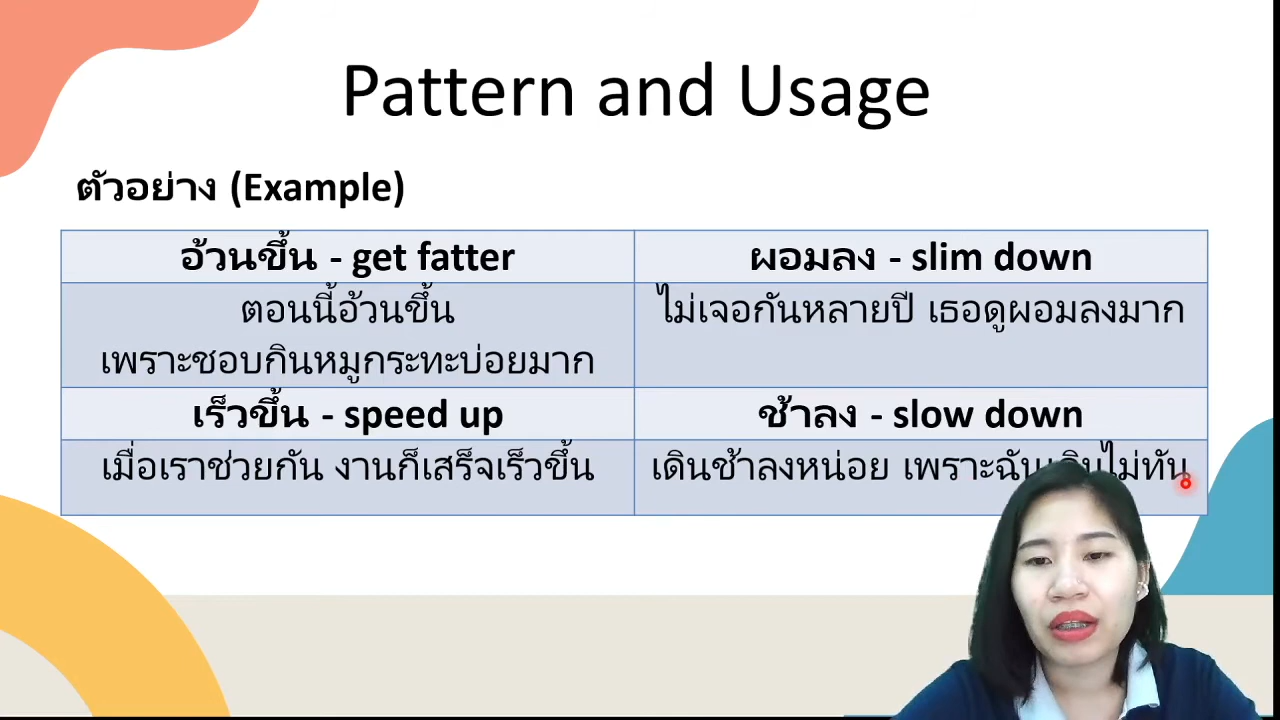 Pattern and Usage
ตัวอย่าง (Example)
อ้วนขึ้น - get fatter
ผอมลง - slim down
ตอนนี้อ้วนขึ้น
เพราะชอบกินหมูกระทะบ่อยมาก
ไม่เจอกันหลายปี เธอดูผอมลงมาก
เร็วขึ้น - speed up
ช้าลง - slow down
เมื่อเราช่วยกัน งานก็เสร็จเร็วขึ้น
เดินช้าลงหน่อย เพราะฉันเดินไม่ทัน